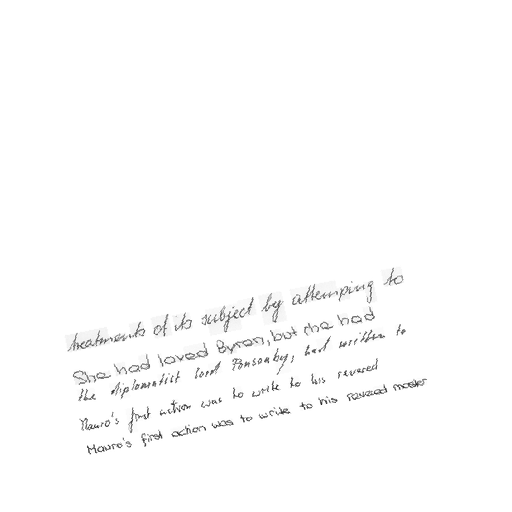 treatments of its subject by attemping to
She had loved Byron, but she had
the diplomatist lord Ponsonby, had written to
Mauro's first action was to write to his revered
Mauro's first action was to write to his revered master